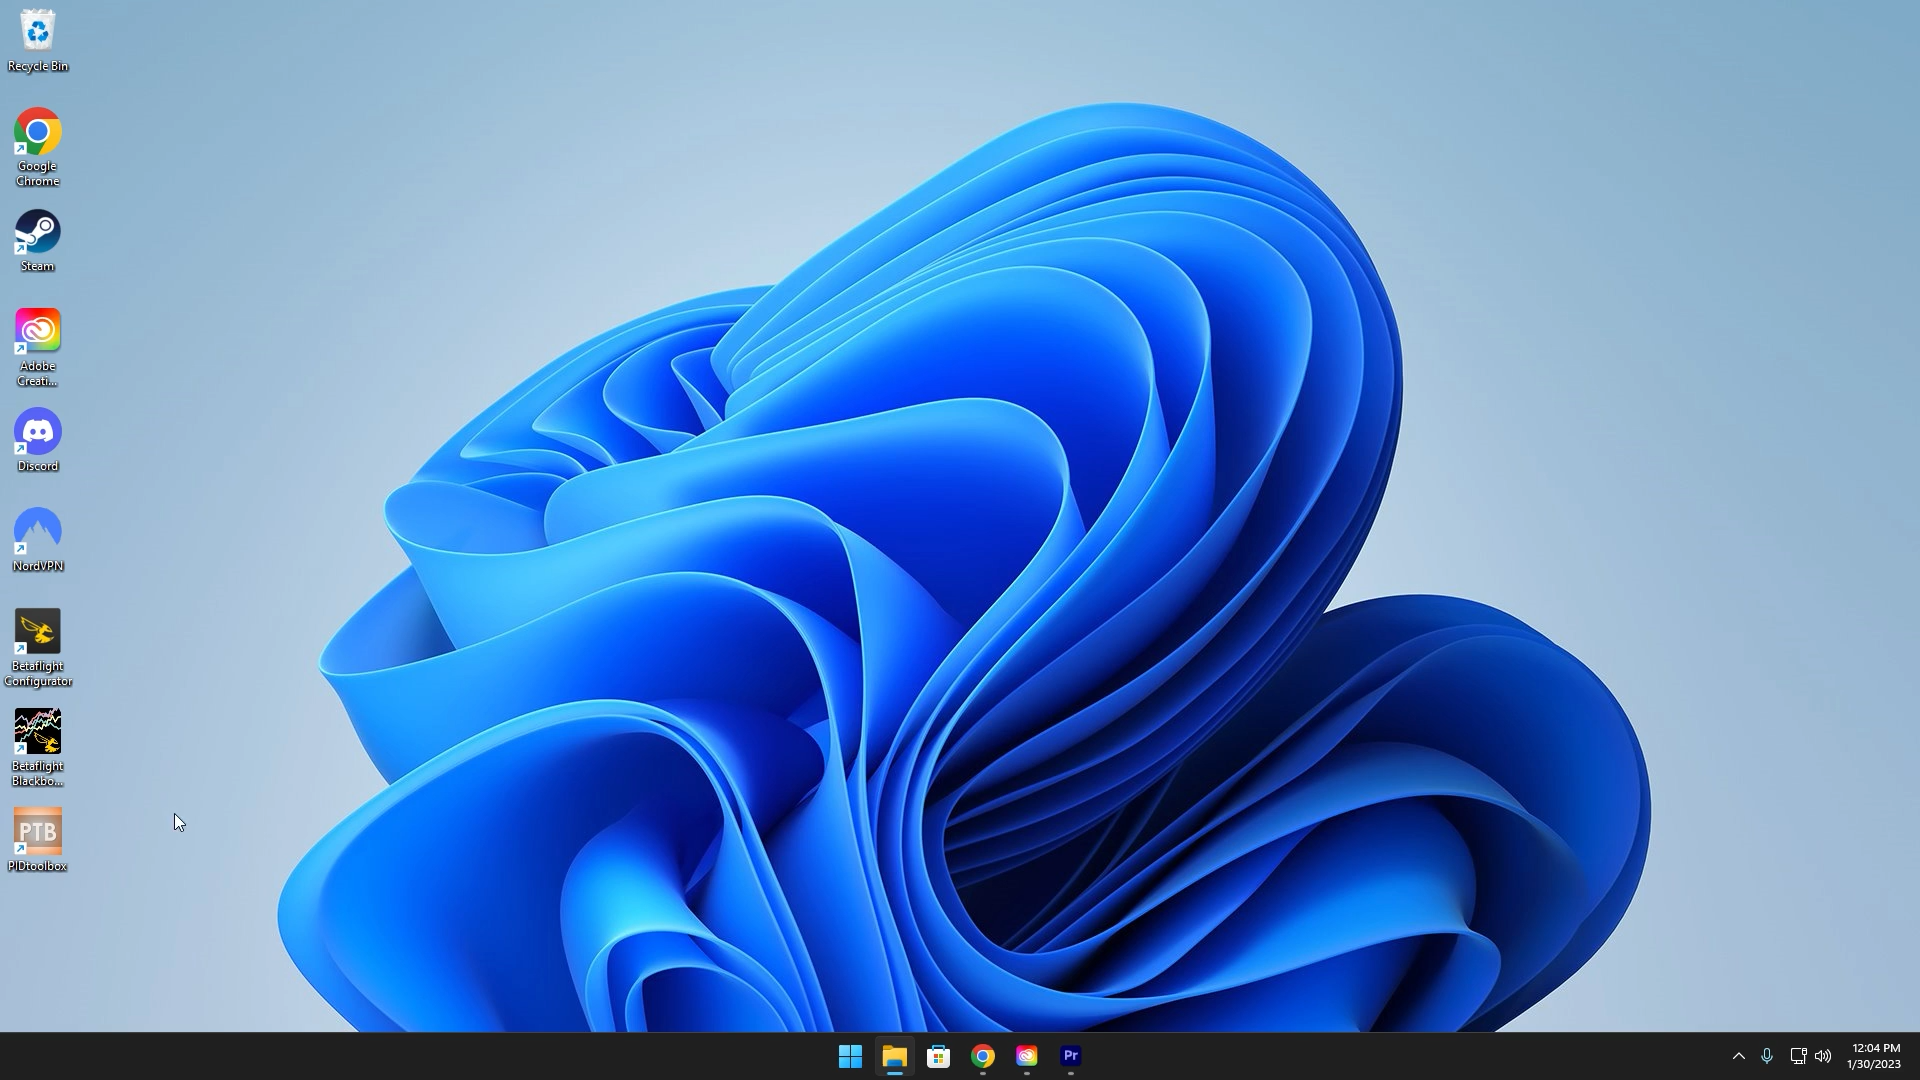 Recycle Bin
Google
Chrome
Steam
Adobe
Creati...
Discord
NordVPN
Betaflight
Configurator
Betaflight
Blackbo...
PTB
PIDtoolbox
Pr
12:04 PM
1/30/2023